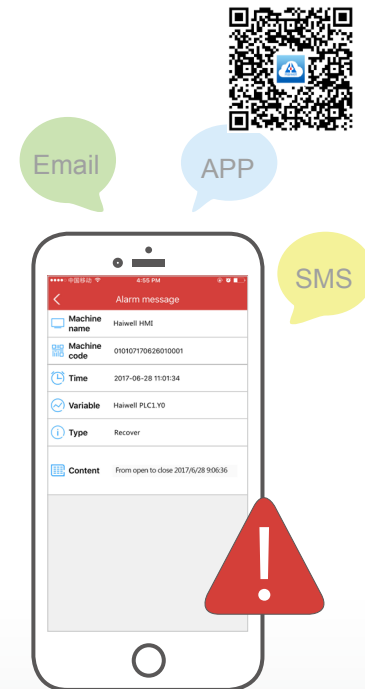 Email
APP
SMS
中国移动 4:55 PM
Alarm message
Machine name Haiwell HMI
Machine code 010107170626010001
Time 2017-06-28 11:01:34
Variable Haiwell PLC1.Y0
Type Recover
Content From open to close 2017/6/28 9:06:36
!